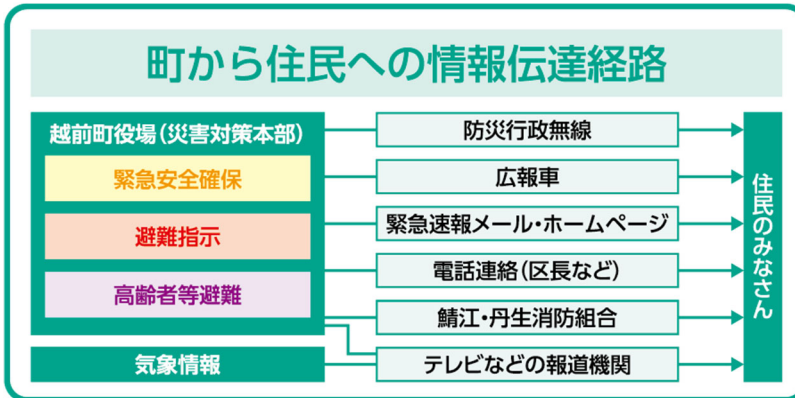 町から住民への情報伝達経路
越前町役場(災害対策本部)
緊急安全確保
避難指示
高齢者等避難
気象情報
防災行政無線
広報車
緊急速報メール・ホームページ
電話連絡(区長など)
鯖江・丹生消防組合
テレビなどの報道機関
住民のみなさん